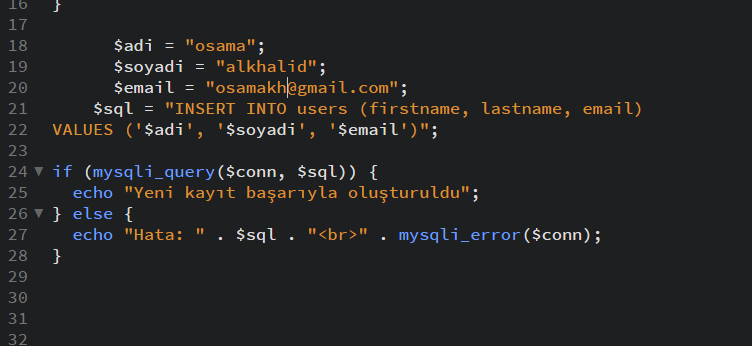 16 }
17
18 $adi = "osama";
19 $soyadi = "alkhalid";
20 $email = "osamakh@gmail.com";
21 $sql = "INSERT INTO users (firstname, lastname, email)
22 VALUES ('$adi', '$soyadi', '$email')";
23
24 if (mysqli_query($conn, $sql)) {
25 echo "Yeni kayıt başarıyla oluşturuldu";
26 } else {
27 echo "Hata: " . $sql . "<br>" . mysqli_error($conn);
28 }
29
30
31
32